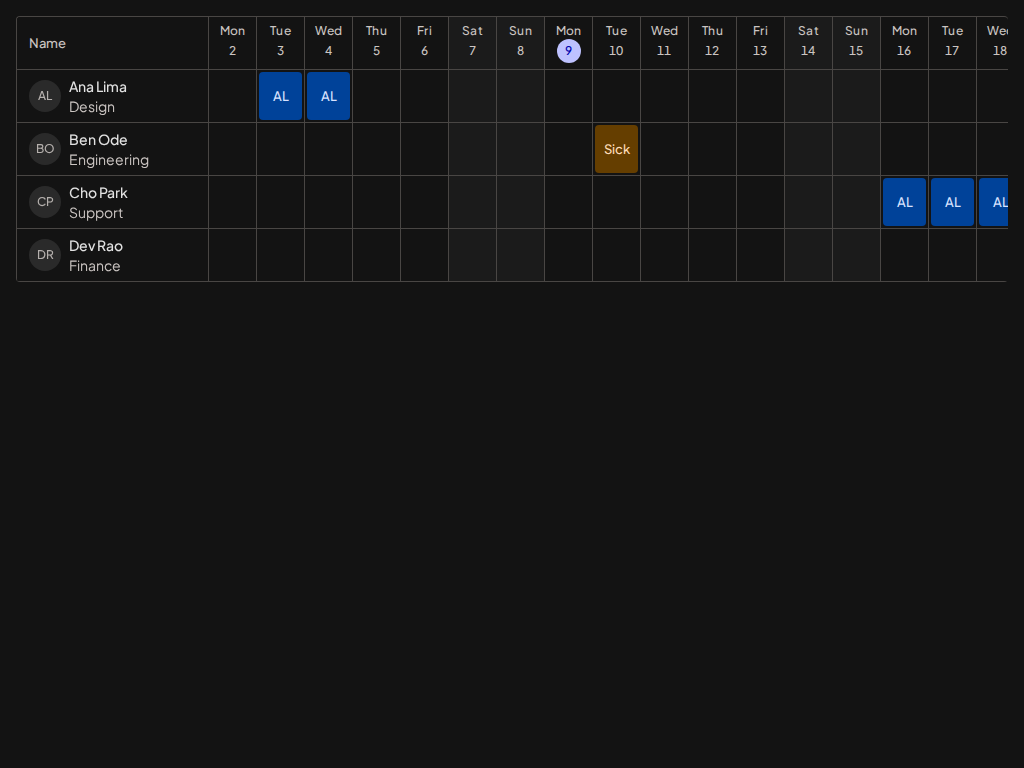 Name Mon Tue Wed Thu Fri Sat Sun Mon Tue Wed Thu Fri Sat Sun Mon Tue
2 3 4 5 6 7 8 9 10 11 12 13 14 15 16 17 18
AL Ana Lima AL AL
Design
BO Ben Ode Sick
Engineering
CP Cho Park AL AL AL
Support
DR Dev Rao
Finance